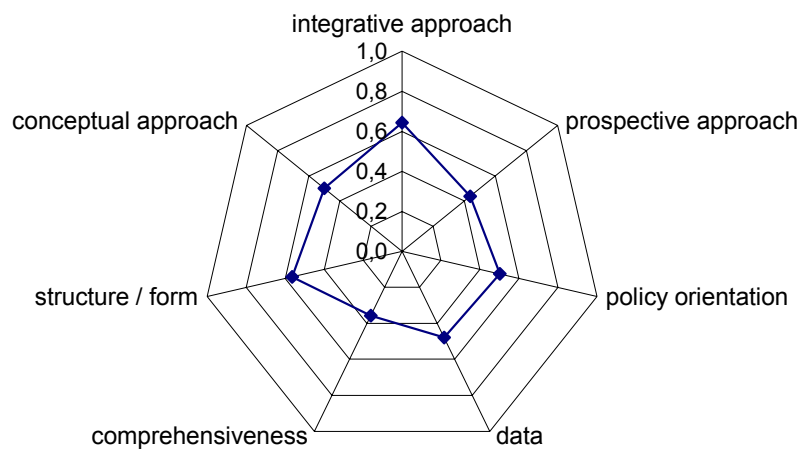 integrative approach
1,0
conceptual approach
prospective approach
0,8
0,6
0,4
0,2
0,0
structure / form
policy orientation
comprehensiveness
data